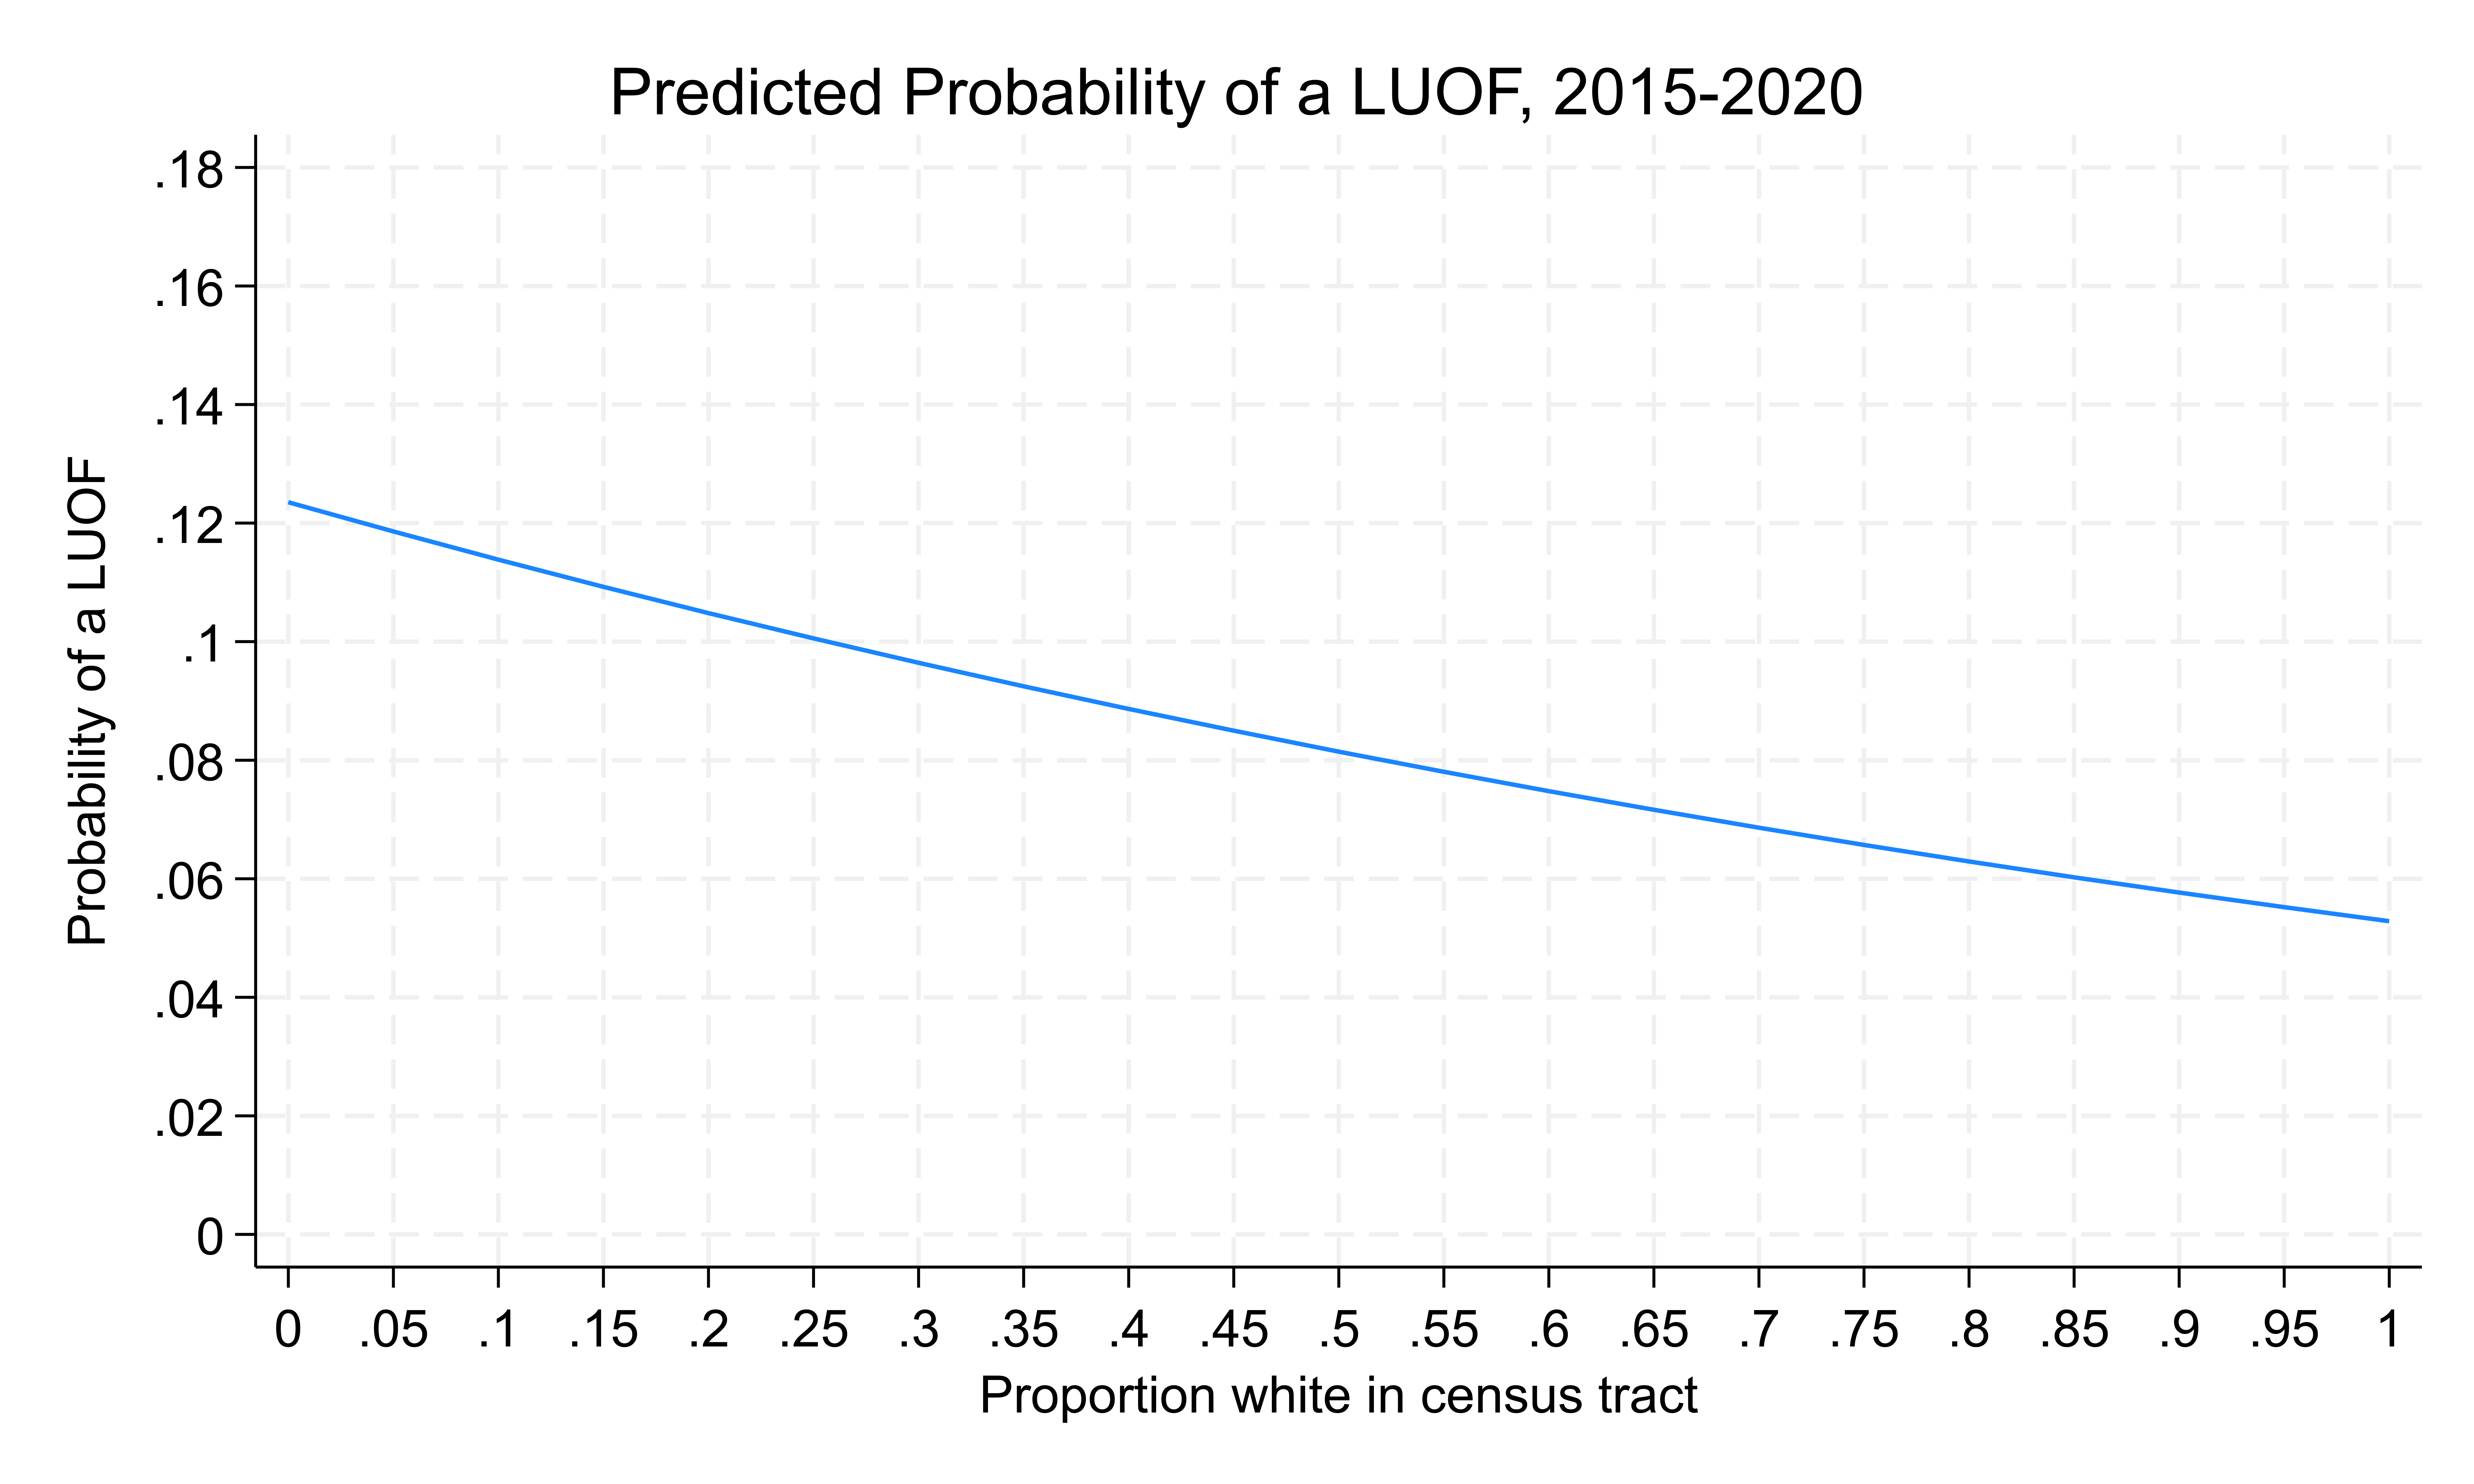 Predicted Probability of a LUOF, 2015-2020
Probability of a LUOF
.18
.16
.14
.12
.1
.08
.06
.04
.02
0
0 .05 .1 .15 .2 .25 .3 .35 .4 .45 .5 .55 .6 .65 .7 .75 .8 .85 .9 .95 1
Proportion white in census tract